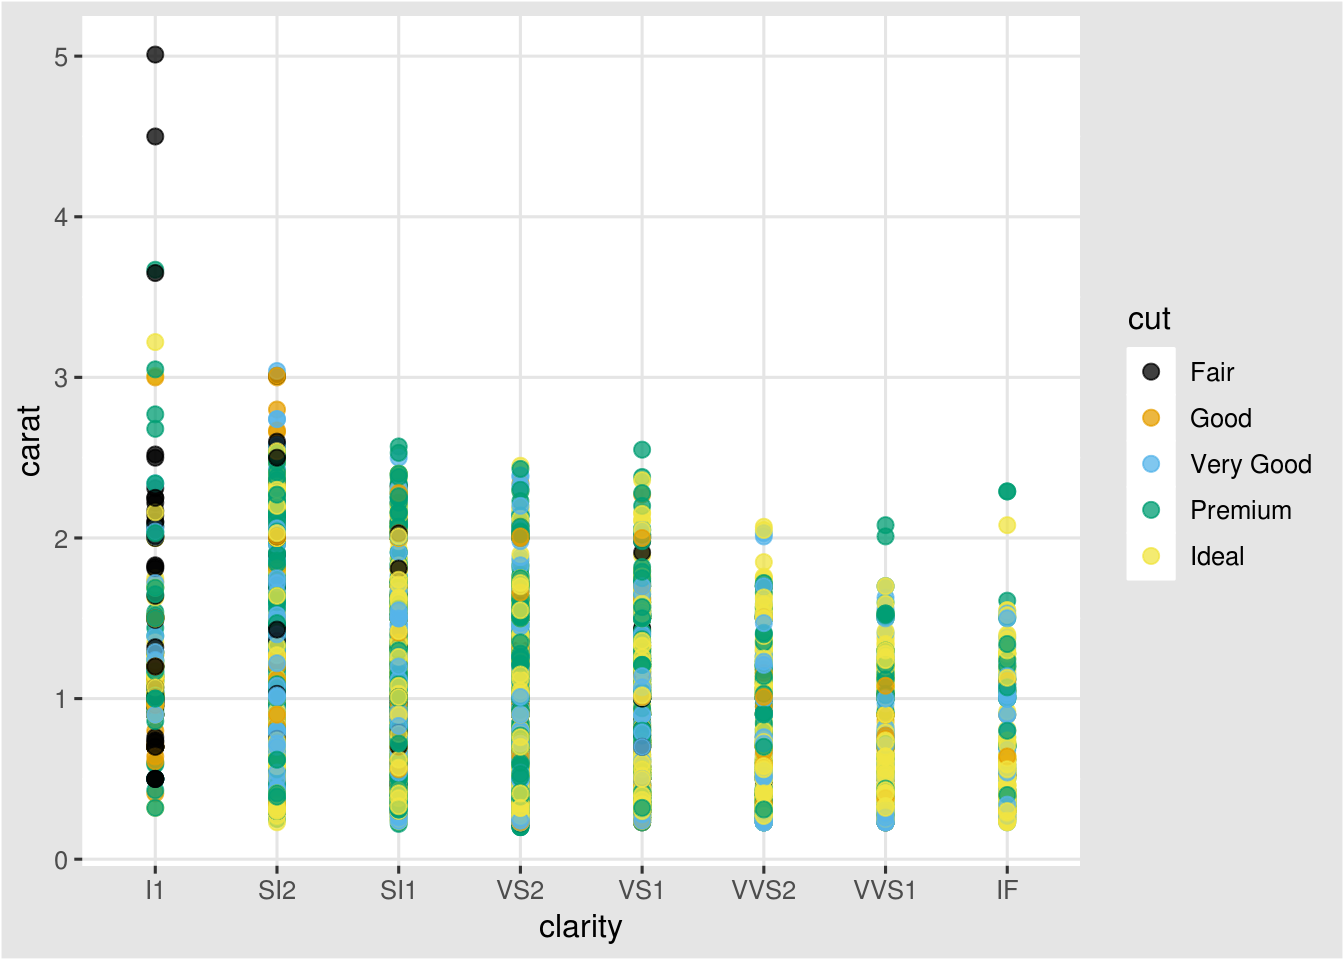 carat
5
4
3
2
1
0
I1 SI2 SI1 VS2 VS1 VVS2 VVS1 IF
clarity
cut
Fair
Good
Very Good
Premium
Ideal